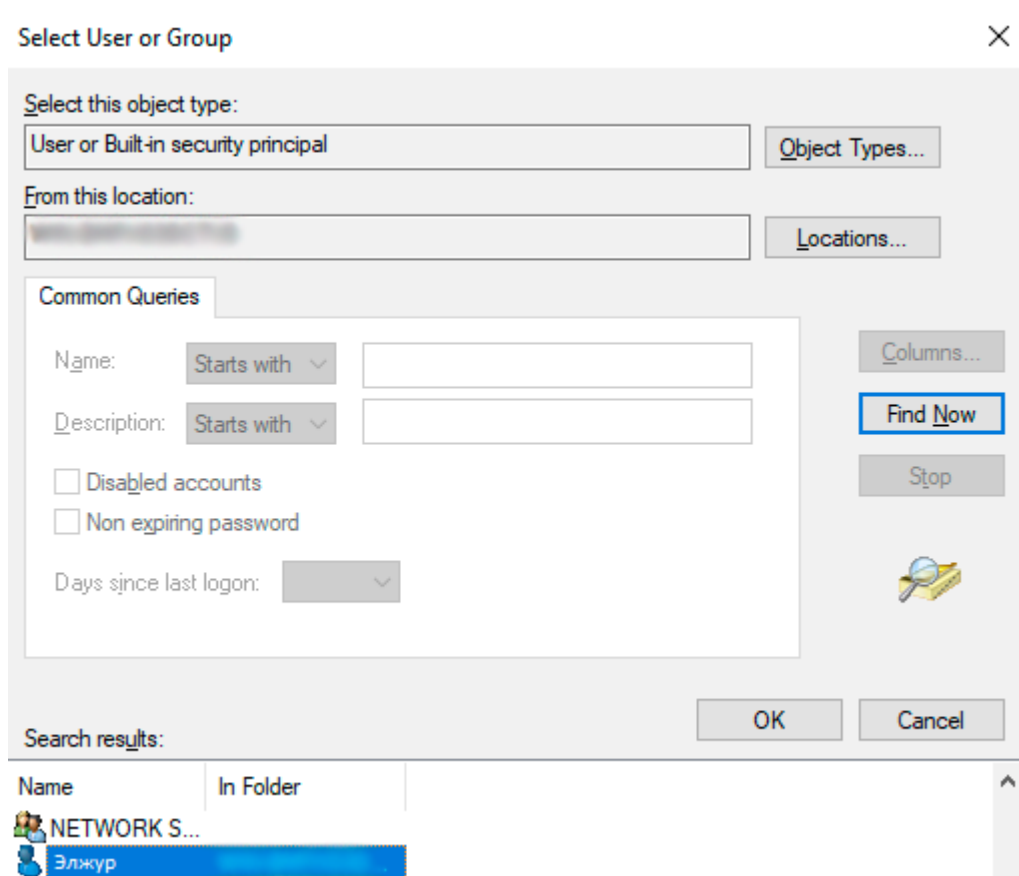 Select User or Group
Select this object type:
User or Built-in security principal
Object Types...
From this location:
Locations...
Common Queries
Name:
Starts with
Columns...
Description:
Starts with
Find Now
Disabled accounts
Stop
Non expiring password
Days since last logon:
OK
Cancel
Search results:
Name In Folder
NETWORK S...
Элжур